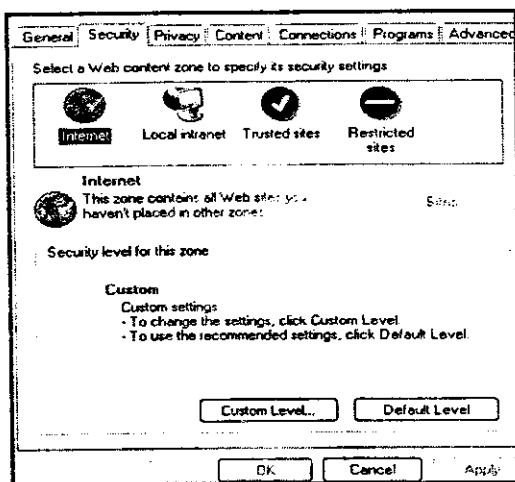 General Security Privacy Content Connections Programs Advanced
Select a Web content zone to specify its security settings
Internet Local intranet Trusted sites Restricted
sites
Internet
This zone contains all Web sites you
haven't placed in other zones
Sites
Security level for this zone
Custom
Custom settings
- To change the settings, click Custom Level.
- To use the recommended settings, click Default Level.
Custom Level... Default Level
OK Cancel Apply